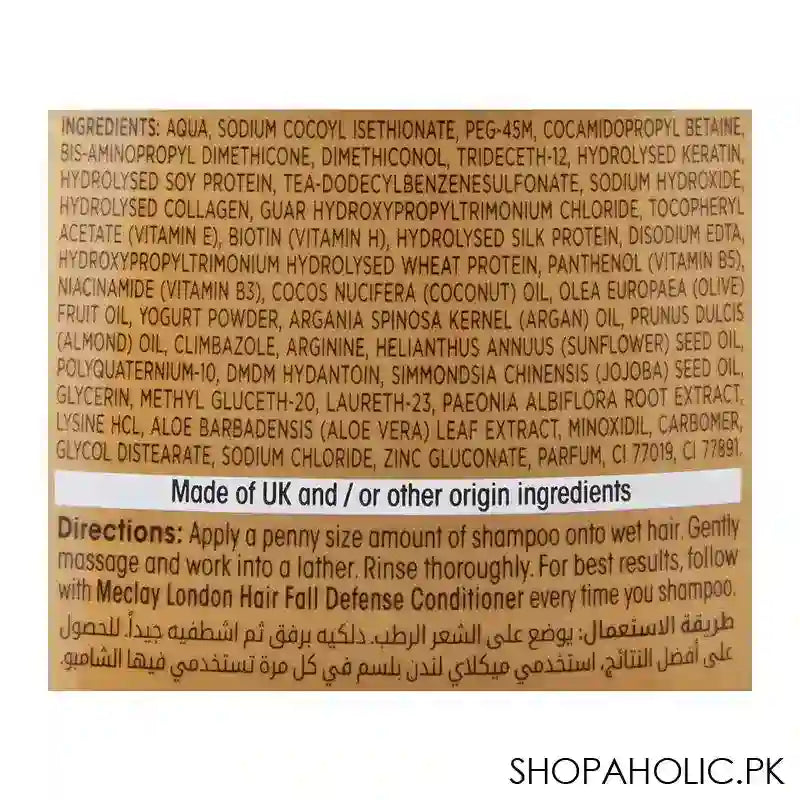 INGREDIENTS: AQUA, SODIUM COCOYL ISETHIONATE, PEG-45M, COCAMIDOPROPYL BETAINE,
BIS-AMINOPROPYL DIMETHICONE, DIMETHICONOL, TRIDECETH-12, HYDROLYSED KERATIN,
HYDROLYSED SOY PROTEIN, TEA-DODECYLBENZENESULFONATE, SODIUM HYDROXIDE,
HYDROLYSED COLLAGEN, GUAR HYDROXYPROPYLTRIMONIUM CHLORIDE, TOCOPHERYL
ACETATE (VITAMIN E), BIOTIN (VITAMIN H), HYDROLYSED SILK PROTEIN, DISODIUM EDTA,
HYDROXYPROPYLTRIMONIUM HYDROLYSED WHEAT PROTEIN, PANTHENOL (VITAMIN B5),
NIACINAMIDE (VITAMIN B3), COCOS NUCIFERA (COCONUT) OIL, OLEA EUROPAEA (OLIVE)
FRUIT OIL, YOGURT POWDER, ARGANIA SPINOSA KERNEL (ARGAN) OIL, PRUNUS DULCIS
(ALMOND) OIL, CLIMBAZOLE, ARGININE, HELIANTHUS ANNUUS (SUNFLOWER) SEED OIL,
POLYQUATERNIUM-10, DMDM HYDANTOIN, SIMMONDSIA CHINENSIS (JOJOBA) SEED OIL,
GLYCERIN, METHYL GLUCETH-20, LAURETH-23, PAEONIA ALBIFLORA ROOT EXTRACT,
LYSINE HCL, ALOE BARBADENSIS (ALOE VERA) LEAF EXTRACT, MINOXIDIL, CARBOMER,
GLYCOL DISTEARATE, SODIUM CHLORIDE, ZINC GLUCONATE, PARFUM, CI 77019, CI 77891.
Made of UK and / or other origin ingredients
Directions: Apply a penny size amount of shampoo onto wet hair. Gently
massage and work into a lather. Rinse thoroughly. For best results, follow
with Meclay London Hair Fall Defense Conditioner every time you shampoo.
طريقة الاستعمال: يوضع على الشعر الرطب. دلكيه برفق ثم اشطفيه جيداً. للحصول
على أفضل النتائج، استخدمي ميكلاي لندن بلسم في كل مرة تستخدمي فيها الشامبو.
SHOPAHOLIC.PK